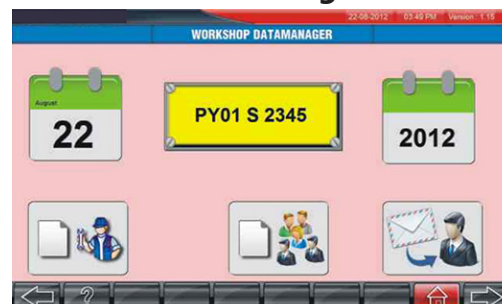 22-08-2012 03:49 PM Version : 1.15
WORKSHOP DATAMANAGER
August
22
PY01 S 2345
2012
?